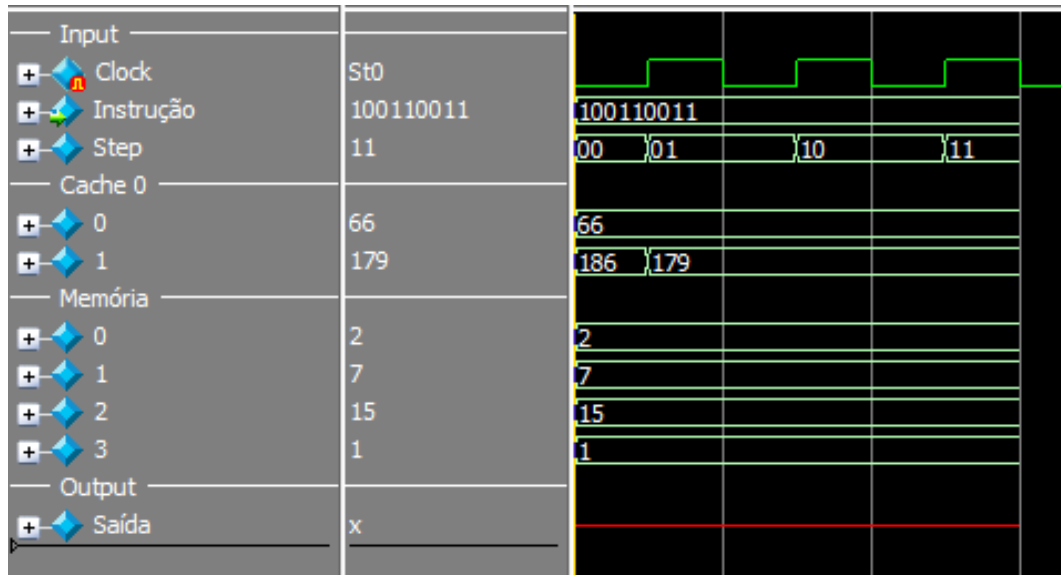 Input
Clock St0
Instrução 100110011 100110011
Step 11 00 01 10 11
Cache 0
0 66 66
1 179 186 179
Memória
0 2 2
1 7 7
2 15 15
3 1 1
Output
Saída x